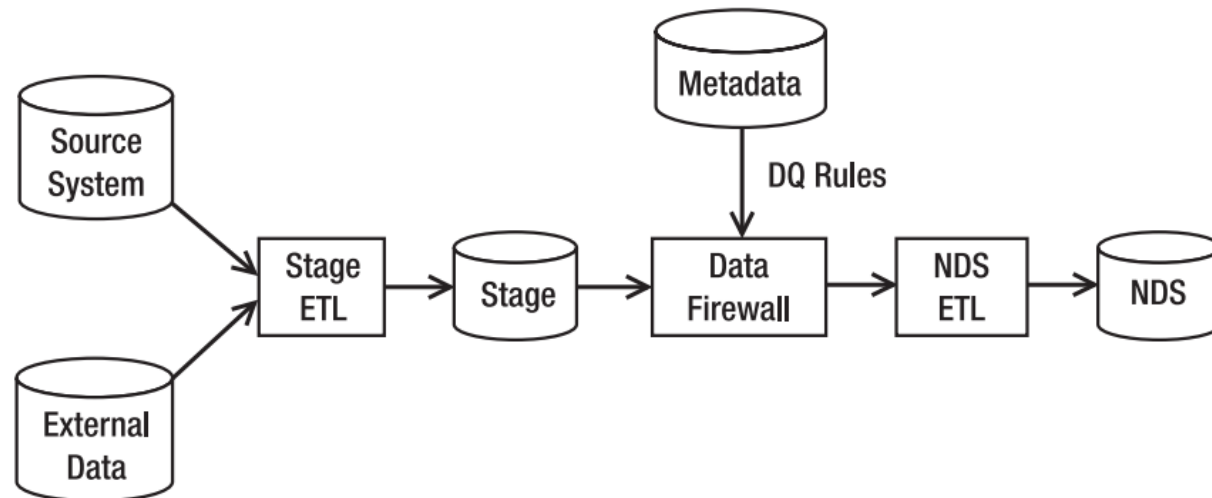 Metadata
Source
System
DQ Rules
Stage
ETL
Stage
Data
Firewall
NDS
ETL
NDS
External
Data